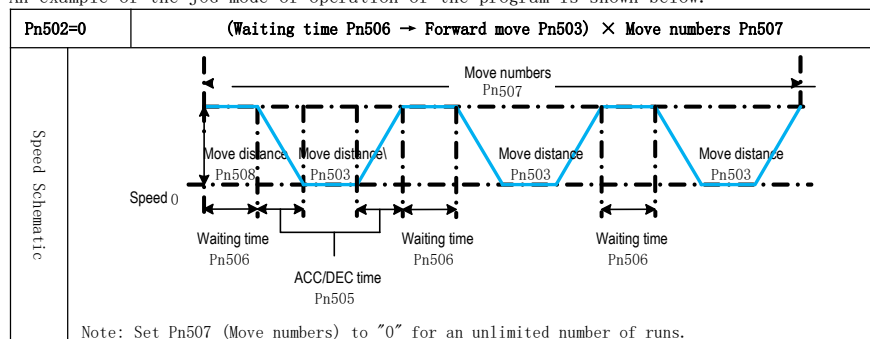 An example of the JOG mode of operation of the program is shown below.
Pn502=0
(Waiting time Pn506 → Forward move Pn503) × Move numbers Pn507
Speed Schematic
Move numbers
Pn507
Move distance Move distance\ Move distance Move distance
Pn508 Pn503 Pn503 Pn503
Speed 0
Waiting time Waiting time Waiting time
Pn506 Pn506 Pn506
ACC/DEC time
Pn505
Note: Set Pn507 (Move numbers) to "0" for an unlimited number of runs.